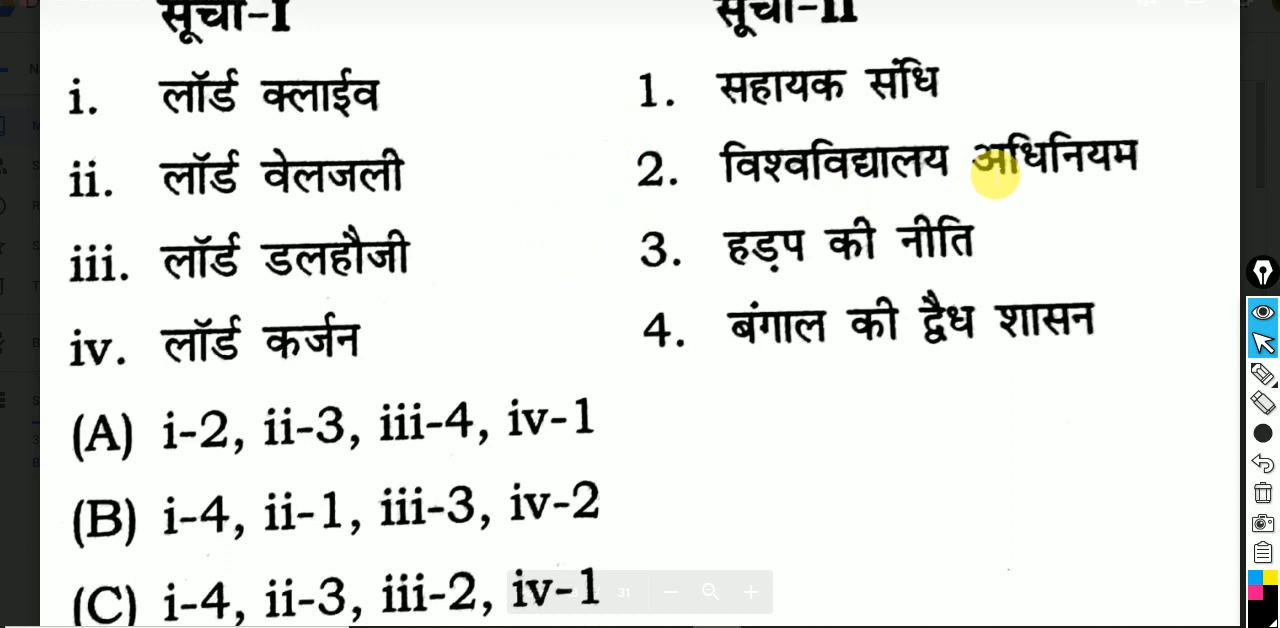 सूची-I सूची-II
i. लॉर्ड क्लाईव 1. सहायक संधि
ii. लॉर्ड वेलजली 2. विश्वविद्यालय अधिनियम
iii. लॉर्ड डलहौजी 3. हड़प की नीति
iv. लॉर्ड कर्जन 4. बंगाल की द्वैध शासन
(A) i-2, ii-3, iii-4, iv-1
(B) i-4, ii-1, iii-3, iv-2
(C) i-4, ii-3, iii-2, iv-1
31